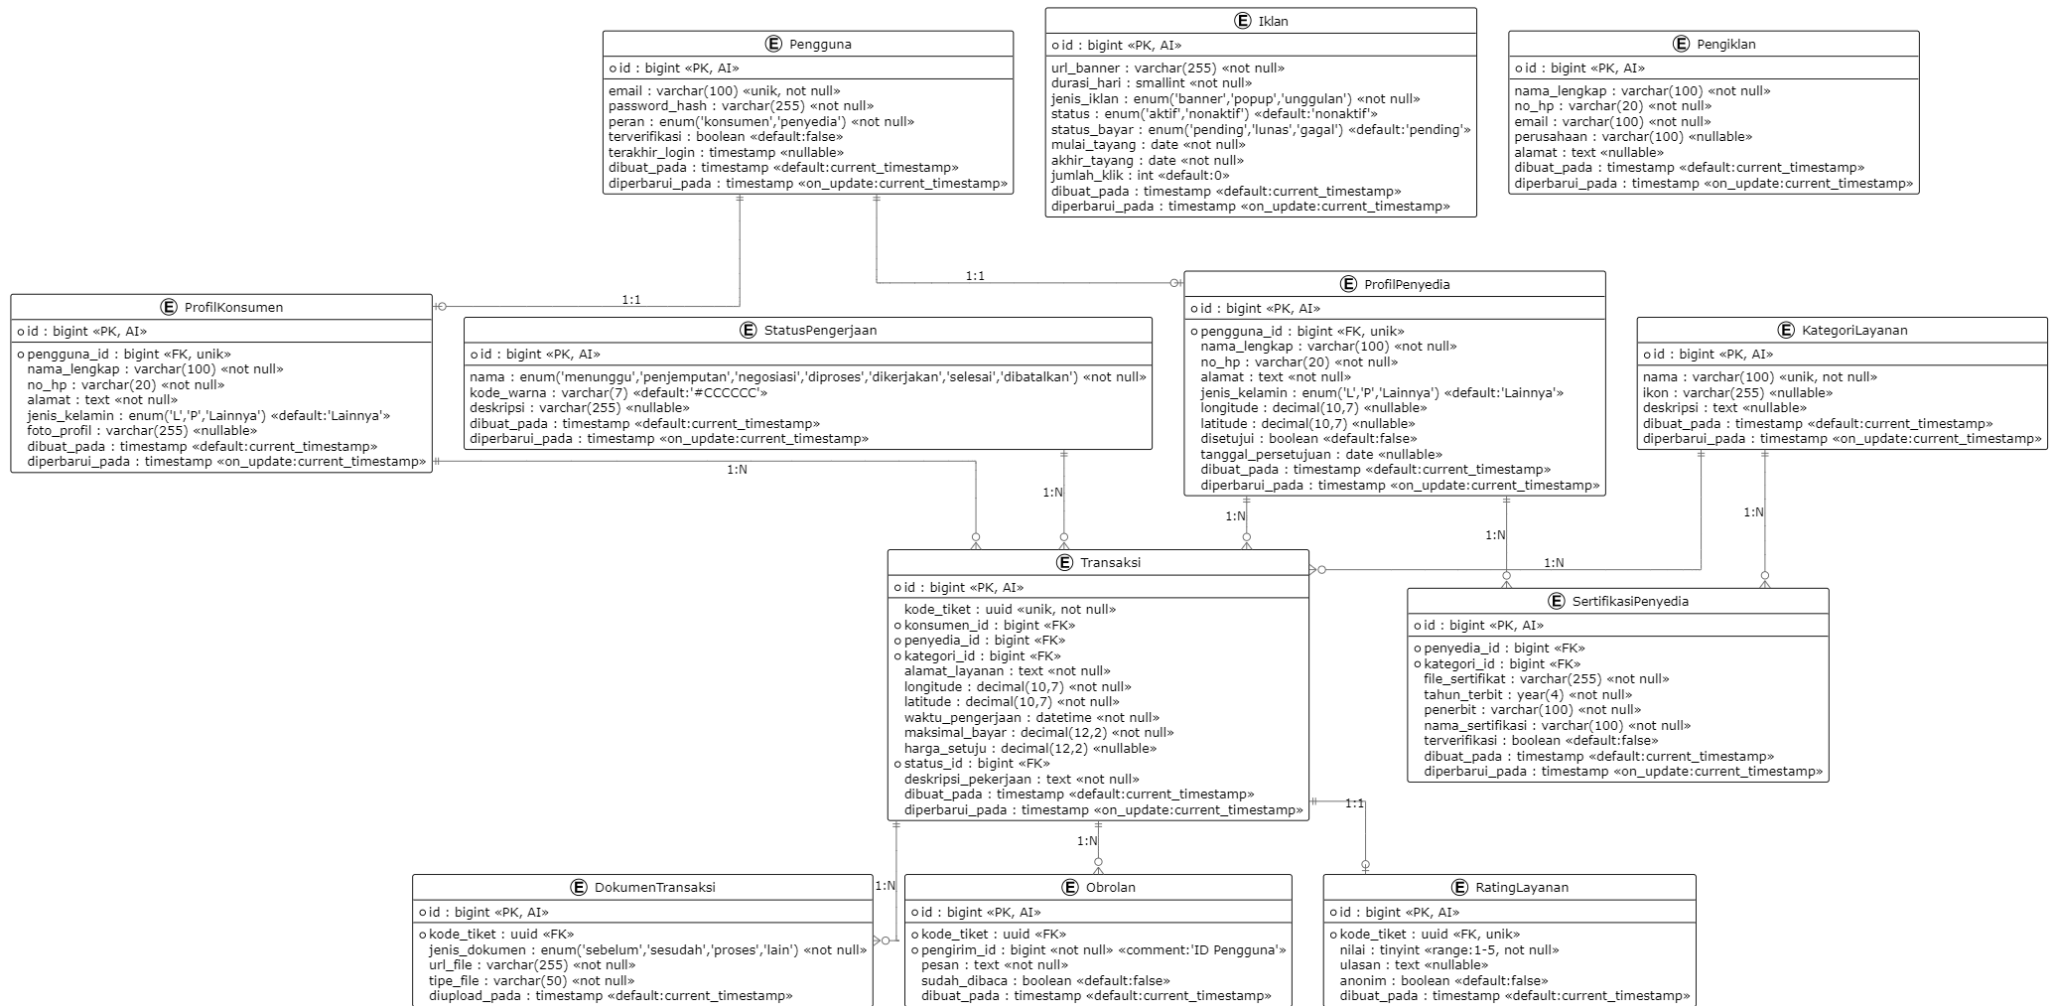 E Pengguna
id : bigint «PK, AI»
email : varchar(100) «unik, not null»
password_hash : varchar(255) «not null»
peran : enum('konsumen','penyedia') «not null»
terverifikasi : boolean «default:false»
terakhir_login : timestamp «nullable»
dibuat_pada : timestamp «default:current_timestamp»
diperbarui_pada : timestamp «on_update:current_timestamp»
E Iklan
id : bigint «PK, AI»
url_banner : varchar(255) «not null»
durasi_hari : smallint «not null»
jenis_iklan : enum('banner','popup','unggulan') «not null»
status : enum('aktif','nonaktif') «default:'nonaktif'»
status_bayar : enum('pending','lunas','gagal') «default:'pending'»
mulai_tayang : date «not null»
akhir_tayang : date «not null»
jumlah_klik : int «default:0»
dibuat_pada : timestamp «default:current_timestamp»
diperbarui_pada : timestamp «on_update:current_timestamp»
E Pengiklan
id : bigint «PK, AI»
nama_lengkap : varchar(100) «not null»
no_hp : varchar(20) «not null»
email : varchar(100) «not null»
perusahaan : varchar(100) «nullable»
alamat : text «nullable»
dibuat_pada : timestamp «default:current_timestamp»
diperbarui_pada : timestamp «on_update:current_timestamp»
1:1
1:1
E ProfilKonsumen
id : bigint «PK, AI»
pengguna_id : bigint «FK, unik»
nama_lengkap : varchar(100) «not null»
no_hp : varchar(20) «not null»
alamat : text «not null»
jenis_kelamin : enum('L','P','Lainnya') «default:'Lainnya'»
foto_profil : varchar(255) «nullable»
dibuat_pada : timestamp «default:current_timestamp»
diperbarui_pada : timestamp «on_update:current_timestamp»
E StatusPengerjaan
id : bigint «PK, AI»
nama : enum('menunggu','penjemputan','negosiasi','diproses','dikerjakan','selesai','dibatalkan') «not null»
kode_warna : varchar(7) «default:'#CCCCCC'»
deskripsi : varchar(255) «nullable»
dibuat_pada : timestamp «default:current_timestamp»
diperbarui_pada : timestamp «on_update:current_timestamp»
E ProfilPenyedia
id : bigint «PK, AI»
pengguna_id : bigint «FK, unik»
nama_lengkap : varchar(100) «not null»
no_hp : varchar(20) «not null»
alamat : text «not null»
jenis_kelamin : enum('L','P','Lainnya') «default:'Lainnya'»
longitude : decimal(10,7) «nullable»
latitude : decimal(10,7) «nullable»
disetujui : boolean «default:false»
tanggal_persetujuan : date «nullable»
dibuat_pada : timestamp «default:current_timestamp»
diperbarui_pada : timestamp «on_update:current_timestamp»
E KategoriLayanan
id : bigint «PK, AI»
nama : varchar(100) «unik, not null»
ikon : varchar(255) «nullable»
deskripsi : text «nullable»
dibuat_pada : timestamp «default:current_timestamp»
diperbarui_pada : timestamp «on_update:current_timestamp»
1:N
1:N
1:N
1:N
1:N
1:N
E Transaksi
id : bigint «PK, AI»
kode_tiket : uuid «unik, not null»
konsumen_id : bigint «FK»
penyedia_id : bigint «FK»
kategori_id : bigint «FK»
alamat_layanan : text «not null»
longitude : decimal(10,7) «not null»
latitude : decimal(10,7) «not null»
waktu_pengerjaan : datetime «not null»
maksimal_bayar : decimal(12,2) «not null»
harga_setuju : decimal(12,2) «nullable»
status_id : bigint «FK»
deskripsi_pekerjaan : text «not null»
dibuat_pada : timestamp «default:current_timestamp»
diperbarui_pada : timestamp «on_update:current_timestamp»
E SertifikasiPenyedia
id : bigint «PK, AI»
penyedia_id : bigint «FK»
kategori_id : bigint «FK»
file_sertifikat : varchar(255) «not null»
tahun_terbit : year(4) «not null»
penerbit : varchar(100) «not null»
nama_sertifikasi : varchar(100) «not null»
terverifikasi : boolean «default:false»
dibuat_pada : timestamp «default:current_timestamp»
diperbarui_pada : timestamp «on_update:current_timestamp»
1:1
1:N
1:N
E DokumenTransaksi
id : bigint «PK, AI»
kode_tiket : uuid «FK»
jenis_dokumen : enum('sebelum','sesudah','proses','lain') «not null»
url_file : varchar(255) «not null»
tipe_file : varchar(50) «not null»
diupload_pada : timestamp «default:current_timestamp»
E Obrolan
id : bigint «PK, AI»
kode_tiket : uuid «FK»
pengirim_id : bigint «not null» «comment:'ID Pengguna'»
pesan : text «not null»
sudah_dibaca : boolean «default:false»
dibuat_pada : timestamp «default:current_timestamp»
E RatingLayanan
id : bigint «PK, AI»
kode_tiket : uuid «FK, unik»
nilai : tinyint «range:1-5, not null»
ulasan : text «nullable»
anonim : boolean «default:false»
dibuat_pada : timestamp «default:current_timestamp»